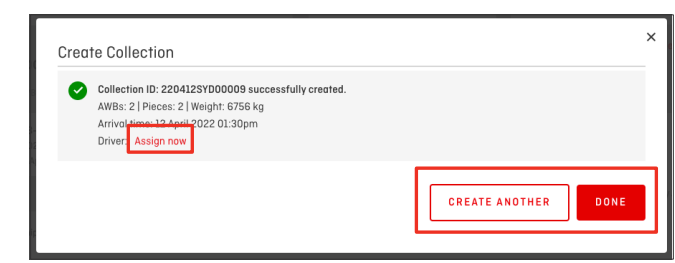 Create Collection
Collection ID: 220412SYD00009 successfully created.
AWBs: 2 | Pieces: 2 | Weight: 6756 kg
Arrival time: 12 April 2022 01:30pm
Driver: Assign now
CREATE ANOTHER
DONE